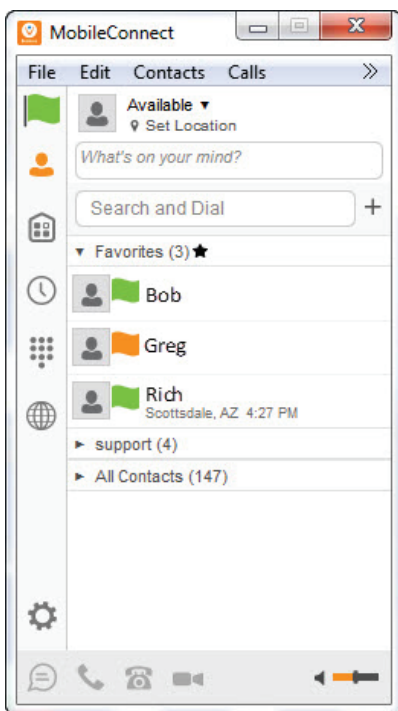 MobileConnect
File Edit Contacts Calls
Available
Set Location
What's on your mind?
Search and Dial
Favorites (3)
Bob
Greg
Rich
Scottsdale, AZ 4:27 PM
support (4)
All Contacts (147)